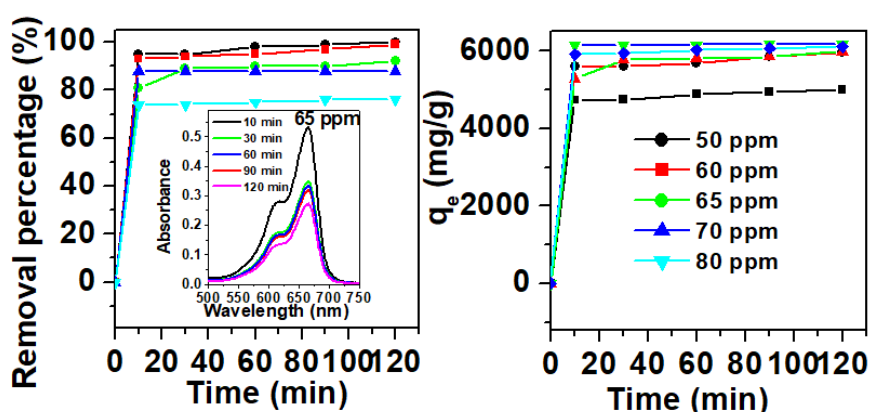 Removal percentage (%)
100
80
60
40
20
0
0 20 40 60 80 100 120
Time (min)
65 ppm
10 min
30 min
60 min
90 min
120 min
Absorbance
0.5
0.4
0.3
0.2
0.1
0.0
500 550 600 650 700 750
Wavelength (nm)
qe (mg/g)
6000
4000
2000
0
0 20 40 60 80 100 120
Time (min)
50 ppm
60 ppm
65 ppm
70 ppm
80 ppm